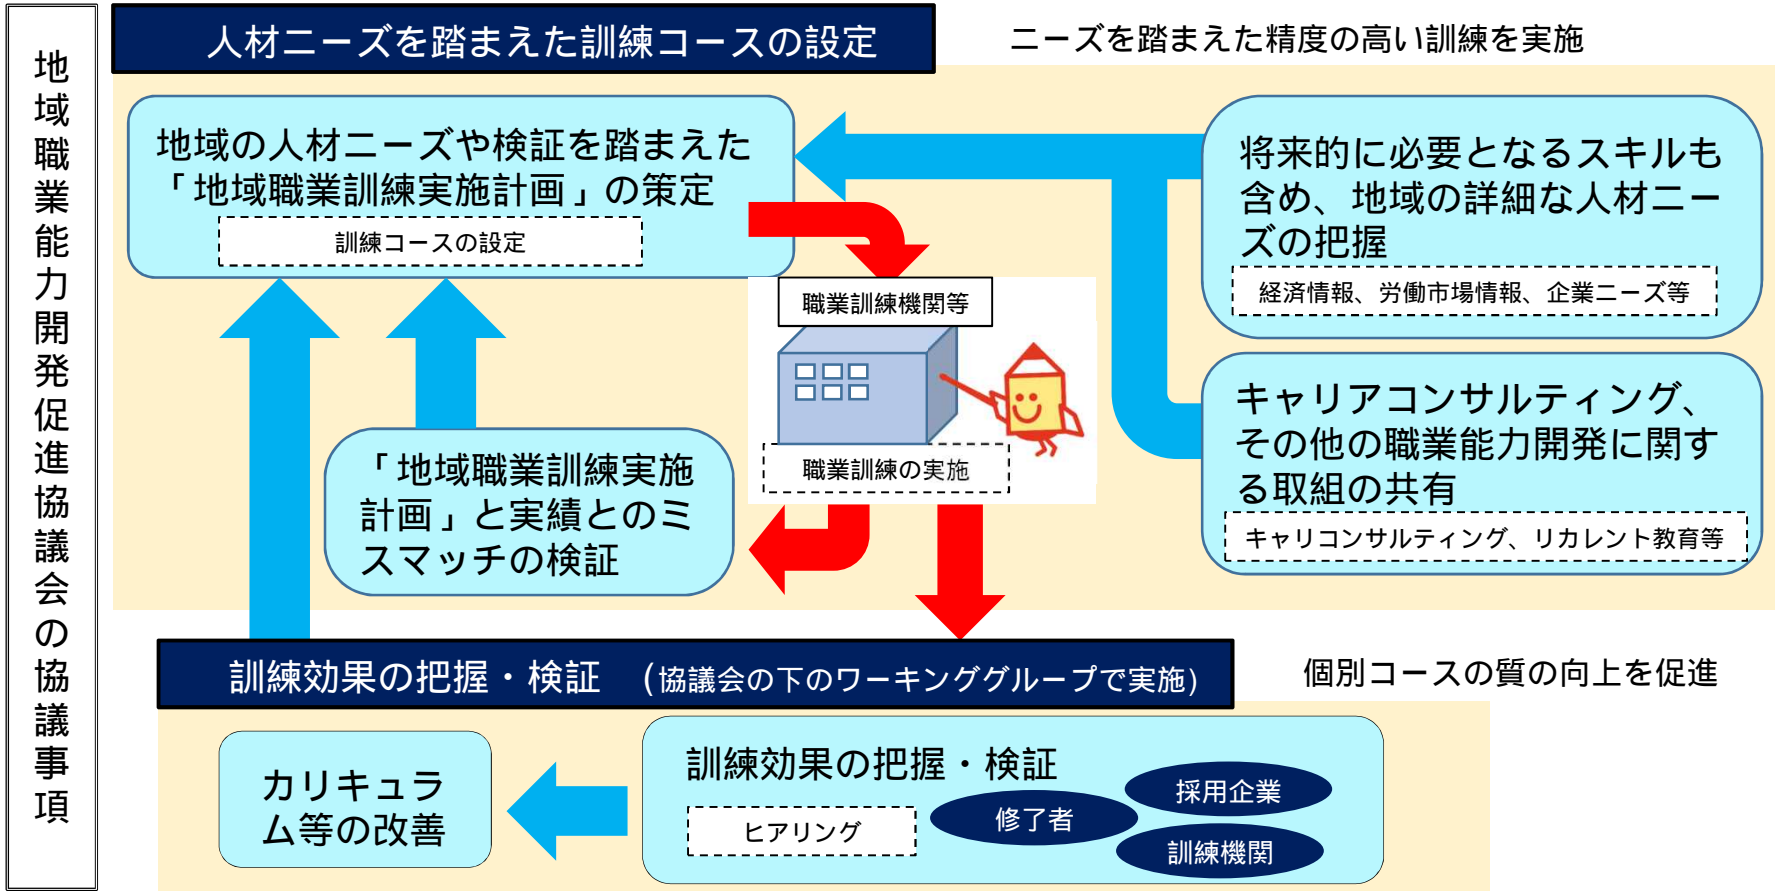 地域職業能力開発促進協議会の協議事項
人材ニーズを踏まえた訓練コースの設定
ニーズを踏まえた精度の高い訓練を実施
地域の人材ニーズや検証を踏まえた
「地域職業訓練実施計画」の策定
訓練コースの設定
将来的に必要となるスキルも
含め、地域の詳細な人材ニー
ズの把握
経済情報、労働市場情報、企業ニーズ等
職業訓練機関等
職業訓練の実施
キャリアコンサルティング、
その他の職業能力開発に関す
る取組の共有
キャリコンサルティング、リカレント教育等
「地域職業訓練実施
計画」と実績とのミ
スマッチの検証
訓練効果の把握・検証 (協議会の下のワーキンググループで実施)
個別コースの質の向上を促進
カリキュラ
ム等の改善
訓練効果の把握・検証
ヒアリング
修了者
採用企業
訓練機関